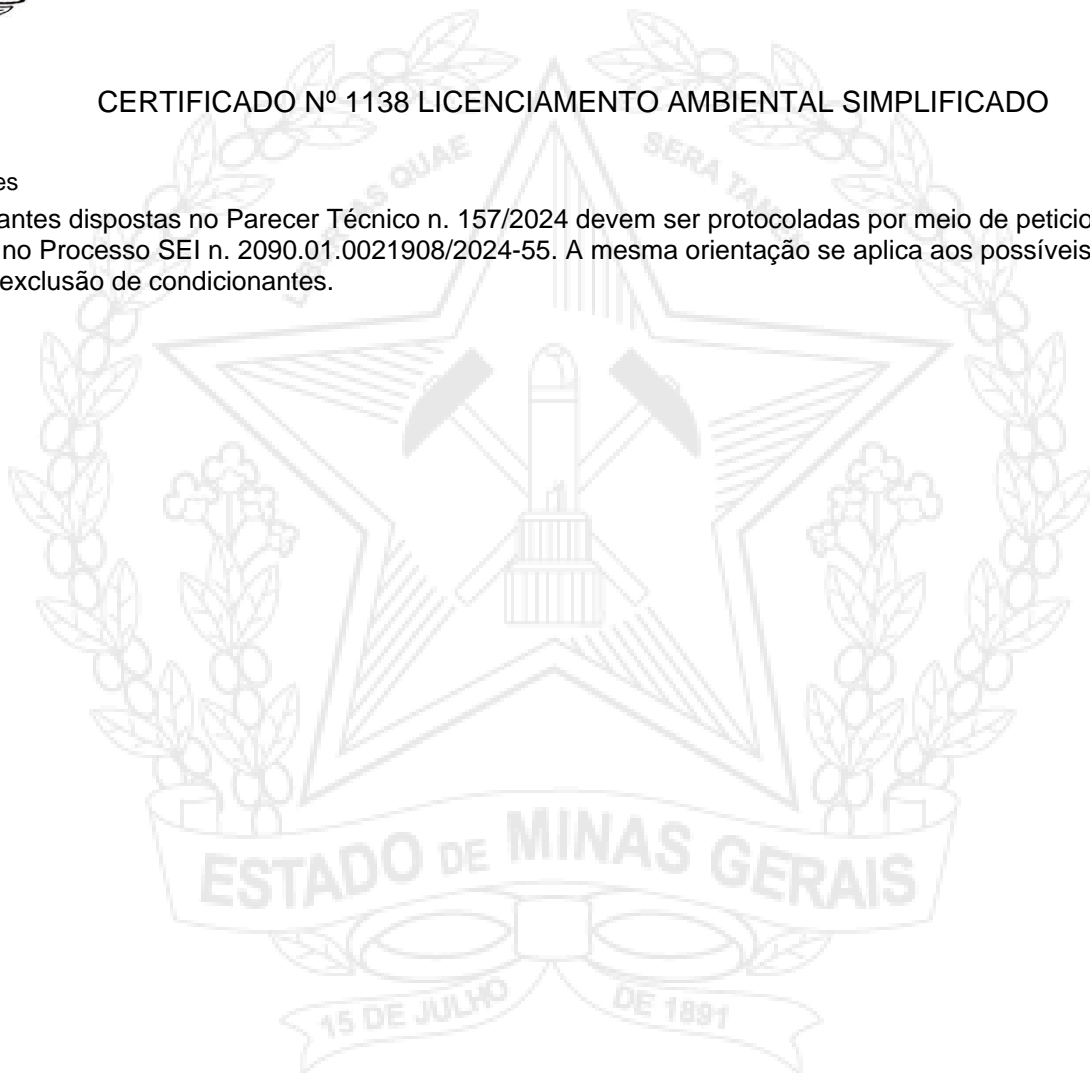 CERTIFICADO Nº 1138 LICENCIAMENTO AMBIENTAL SIMPLIFICADO
es
antes dispostas no Parecer Técnico n. 157/2024 devem ser protocoladas por meio de peticio
no Processo SEI n. 2090.01.0021908/2024-55. A mesma orientação se aplica aos possíveis
exclusão de condicionantes.
QUAE SERA
ESTADO DE MINAS GERAIS
15 DE JULHO DE 1891